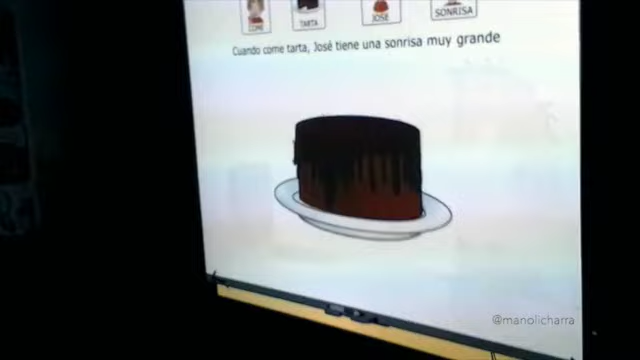 COME TARTA JOSÉ SONRISA
Cuando come tarta, José tiene una sonrisa muy grande
@manolicharra